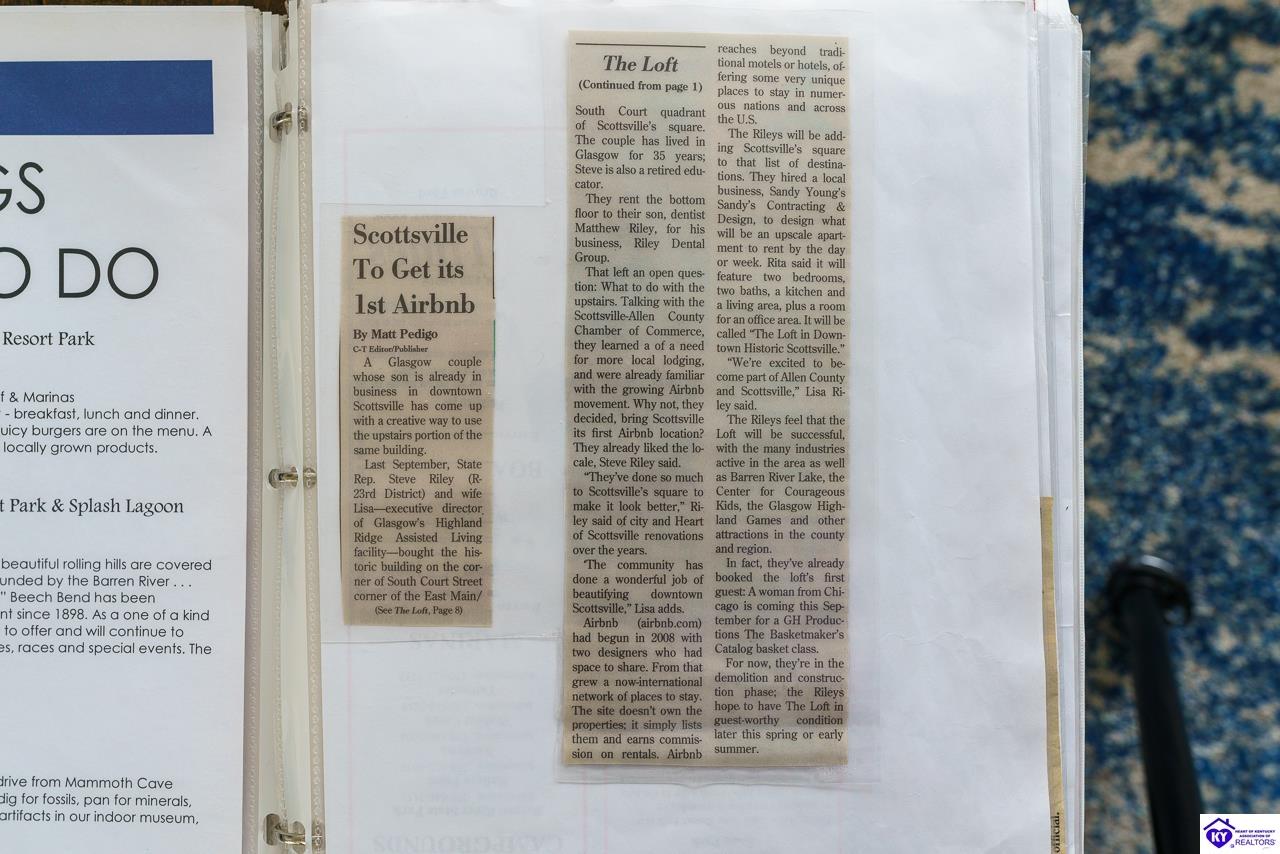 GS
O DO
Resort Park
f & Marinas
- breakfast, lunch and dinner.
uicy burgers are on the menu. A
locally grown products.
t Park & Splash Lagoon
beautiful rolling hills are covered
unded by the Barren River . . .
" Beech Bend has been
nt since 1898. As a one of a kind
to offer and will continue to
es, races and special events. The
drive from Mammoth Cave
dig for fossils, pan for minerals,
artifacts in our indoor museum,
Scottsville
To Get its
1st Airbnb
By Matt Pedigo
C-T Editor/Publisher
A Glasgow couple
whose son is already in
business in downtown
Scottsville has come up
with a creative way to use
the upstairs portion of the
same building.
Last September, State
Rep. Steve Riley (R-
23rd District) and wife
Lisa—executive director
of Glasgow's Highland
Ridge Assisted Living
facility—bought the his-
toric building on the cor-
ner of South Court Street
corner of the East Main/
(See The Loft, Page 8)
The Loft
(Continued from page 1)
South Court quadrant
of Scottsville's square.
The couple has lived in
Glasgow for 35 years;
Steve is also a retired edu-
cator.
They rent the bottom
floor to their son, dentist
Matthew Riley, for his
business, Riley Dental
Group.
That left an open ques-
tion: What to do with the
upstairs. Talking with the
Scottsville-Allen County
Chamber of Commerce,
they learned a of a need
for more local lodging,
and were already familiar
with the growing Airbnb
movement. Why not, they
decided, bring Scottsville
its first Airbnb location?
They already liked the lo-
cale, Steve Riley said.
"They've done so much
to Scottsville's square to
make it look better," Ri-
ley said of city and Heart
of Scottsville renovations
over the years.
"The community has
done a wonderful job of
beautifying downtown
Scottsville," Lisa adds.
Airbnb (airbnb.com)
had begun in 2008 with
two designers who had
space to share. From that
grew a now-international
network of places to stay.
The site doesn't own the
properties; it simply lists
them and earns commis-
sion on rentals. Airbnb
reaches beyond tradi-
tional motels or hotels, of-
fering some very unique
places to stay in numer-
ous nations and across
the U.S.
The Rileys will be add-
ing Scottsville's square
to that list of destina-
tions. They hired a local
business, Sandy Young's
Sandy's Contracting &
Design, to design what
will be an upscale apart-
ment to rent by the day
or week. Rita said it will
feature two bedrooms,
two baths, a kitchen and
a living area, plus a room
for an office area. It will be
called "The Loft in Down-
town Historic Scottsville."
"We're excited to be-
come part of Allen County
and Scottsville," Lisa Ri-
ley said.
The Rileys feel that the
Loft will be successful,
with the many industries
active in the area as well
as Barren River Lake, the
Center for Courageous
Kids, the Glasgow High-
land Games and other
attractions in the county
and region.
In fact, they've already
booked the loft's first
guest: A woman from Chi-
cago is coming this Sep-
tember for a GH Produc-
tions The Basketmaker's
Catalog basket class.
For now, they're in the
demolition and construc-
tion phase; the Rileys
hope to have The Loft in
guest-worthy condition
later this spring or early
summer.
official.
KY
HEART OF KENTUCKY
ASSOCIATION OF
REALTORS®